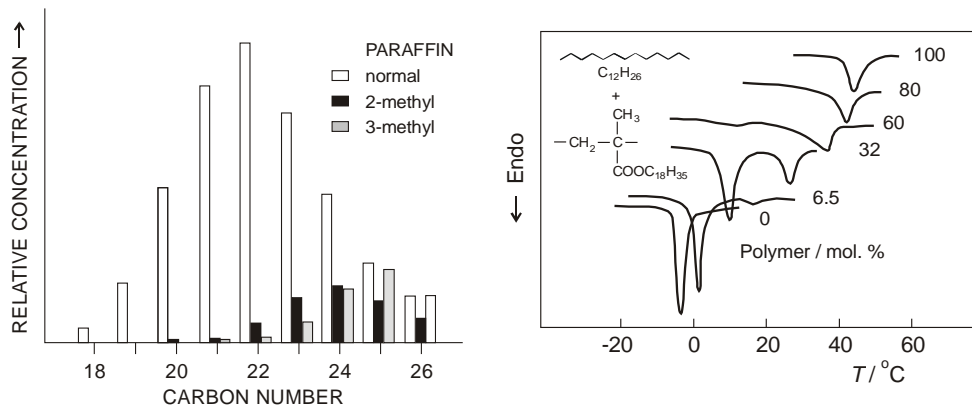 RELATIVE CONCENTRATION →
PARAFFIN
normal
2-methyl
3-methyl
18 20 22 24 26
CARBON NUMBER
C₁₂H₂₆
+
CH₃
— CH₂ — C —
COOC₁₈H₃₅
← Endo
100
80
60
32
6.5
0
Polymer / mol. %
-20 0 20 40 60
T / °C